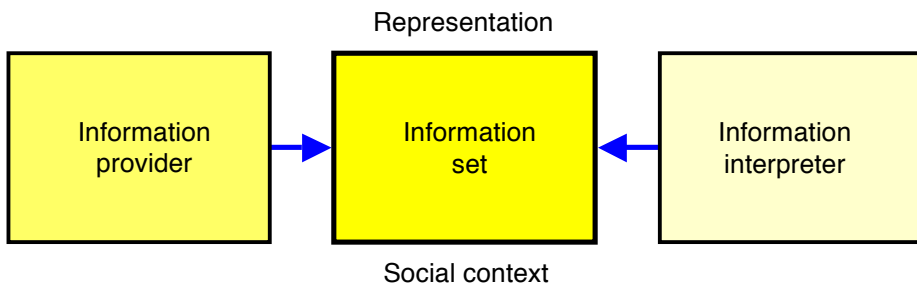 Representation
Information
provider
Information
set
Information
interpreter
Social context